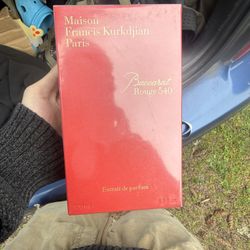 Maison
Francis Kurkdjian
Paris
Baccarat
Rouge 540
Extrait de parfum